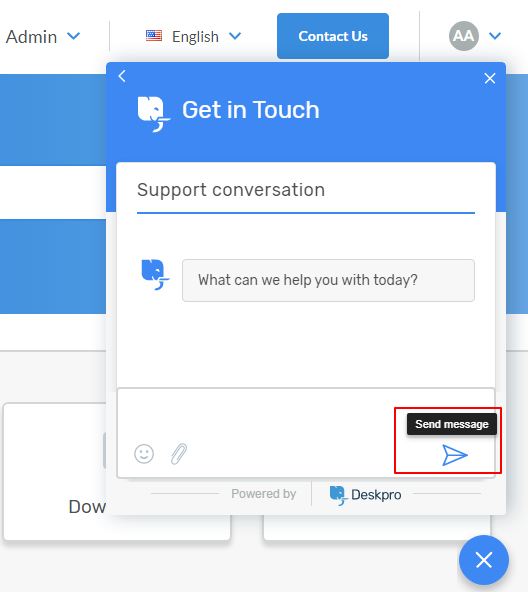 Admin
English
Contact Us
AA
Get in Touch
Support conversation
What can we help you with today?
Send message
Dow
Powered by
Deskpro